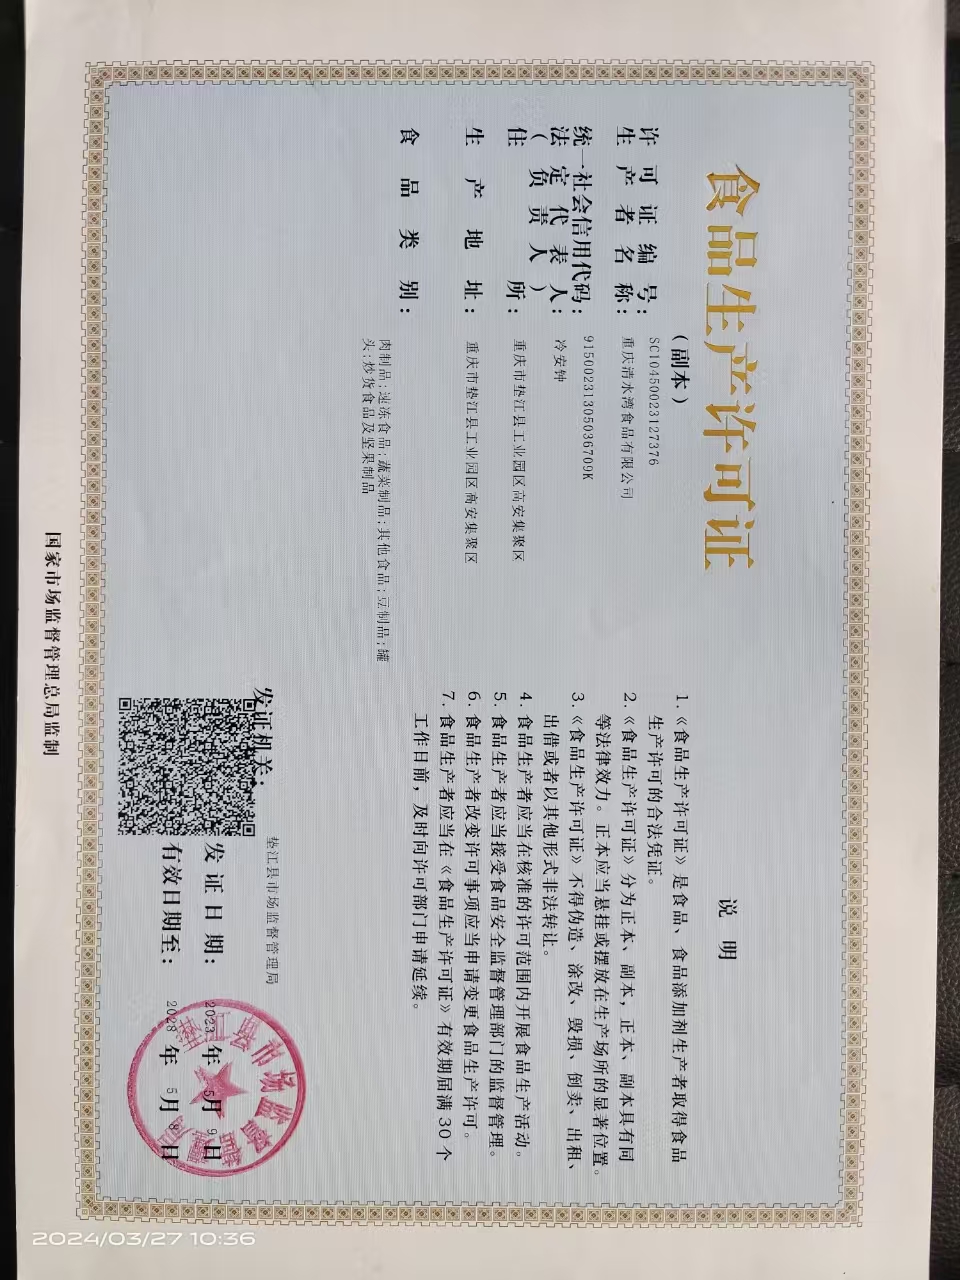 食品生产许可证
（副本）
许可证编号：SC10450023127376
生产者名称：重庆清水湾食品有限公司
统一社会信用代码：91500231305036709K
法定代表人：冷安钟
（负责人）
住所：重庆市垫江县工业园区高安集聚区
生产地址：重庆市垫江县工业园区高安集聚区
食品类别：肉制品;速冻食品;蔬菜制品;其他食品;豆制品;罐
头;炒货食品及坚果制品
说明
1.《食品生产许可证》是食品、食品添加剂生产者取得食品
生产许可的合法凭证。
2.《食品生产许可证》分为正本、副本，正本、副本具有同
等法律效力。正本应当悬挂或摆放在生产场所的显著位置。
3.《食品生产许可证》不得伪造、涂改、毁损、倒卖、出租、
出借或者以其他形式非法转让。
4.食品生产者应当在核准的许可范围内开展食品生产活动。
5.食品生产者应当接受食品安全监督管理部门的监督管理。
6.食品生产者改变许可事项应当申请变更食品生产许可。
7.食品生产者应当在《食品生产许可证》有效期届满30个
工作日前，及时向许可部门申请延续。
发证机关：垫江县市场监督管理局
发证日期：2023年5月9日
有效日期至：2028年5月8日
垫江县市场监督管理局
国家市场监督管理总局监制
2024/03/27 10:36